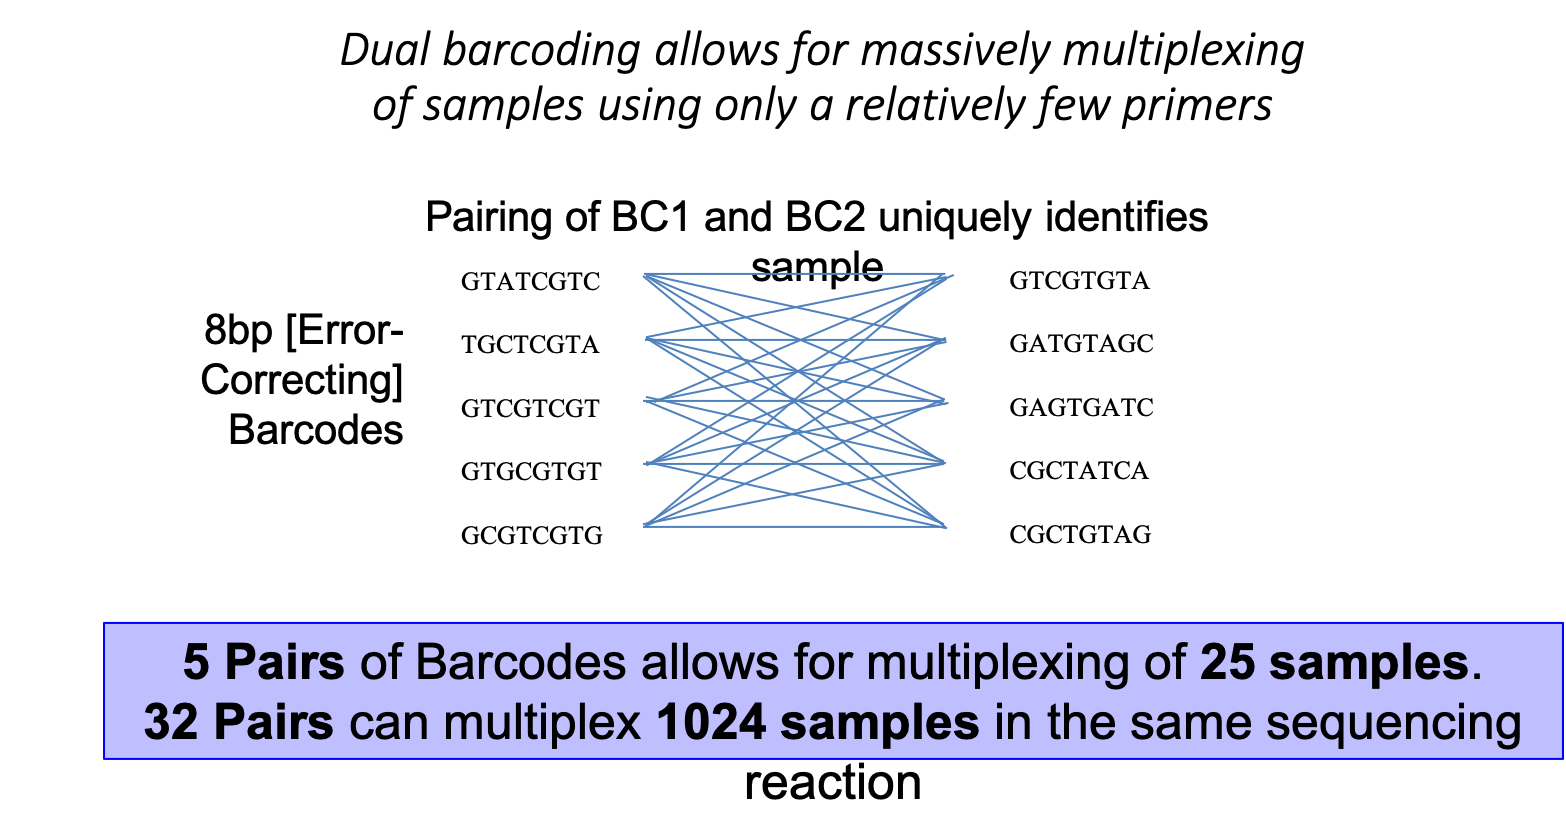 Dual barcoding allows for massively multiplexing
of samples using only a relatively few primers
Pairing of BC1 and BC2 uniquely identifies
sample
8bp [Error-
Correcting]
Barcodes
GTATCGTC
TGCTCGTA
GTCGTCGT
GTGCGTGT
GCGTCGTG
GTCGTGTA
GATGTAGC
GAGTGATC
CGCTATCA
CGCTGTAG
5 Pairs of Barcodes allows for multiplexing of 25 samples.
32 Pairs can multiplex 1024 samples in the same sequencing
reaction